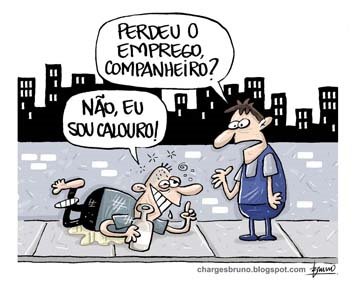 PERDEU O
EMPREGO,
COMPANHEIRO?
NÃO, EU
SOU CALOURO!
chargesbruno.blogspot.com